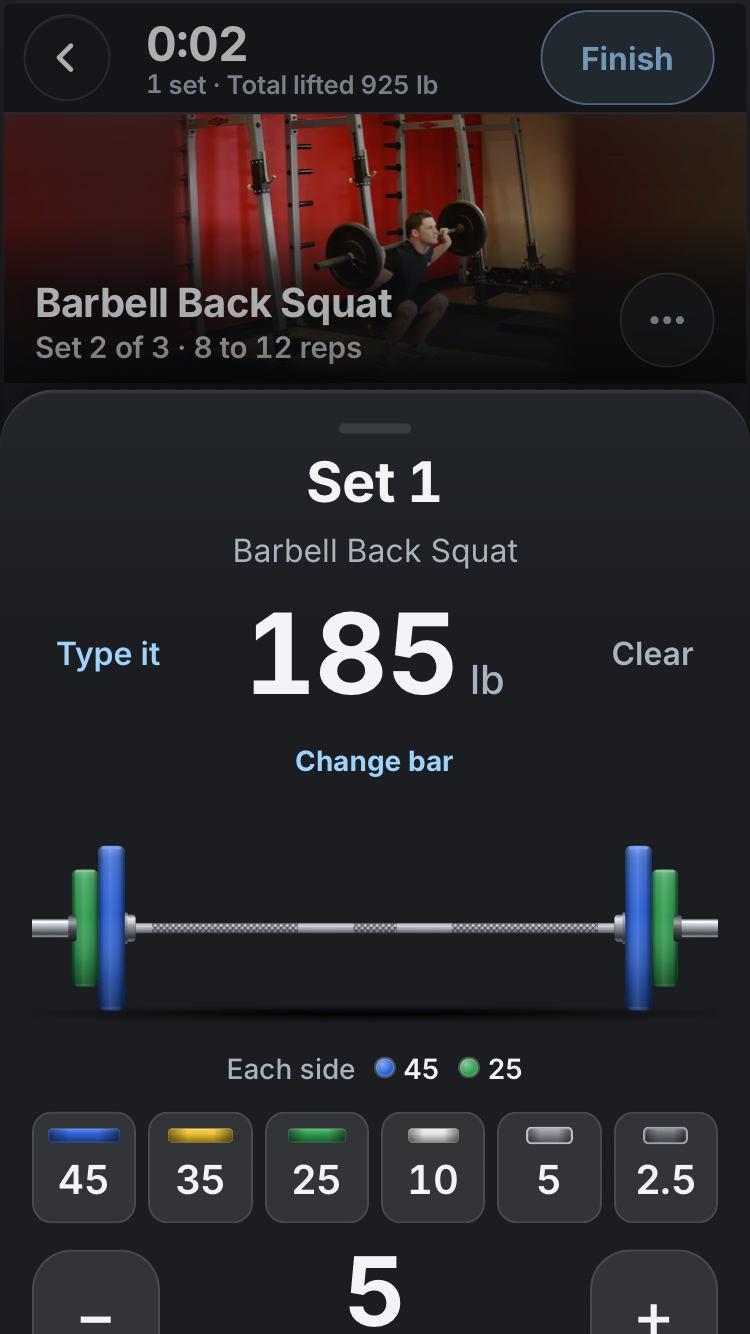 0:02
1 set · Total lifted 925 lb
Finish
Barbell Back Squat
Set 2 of 3 · 8 to 12 reps
Set 1
Barbell Back Squat
Type it
185 lb
Clear
Change bar
Each side 45 25
45 35 25 10 5 2.5
− 5 +